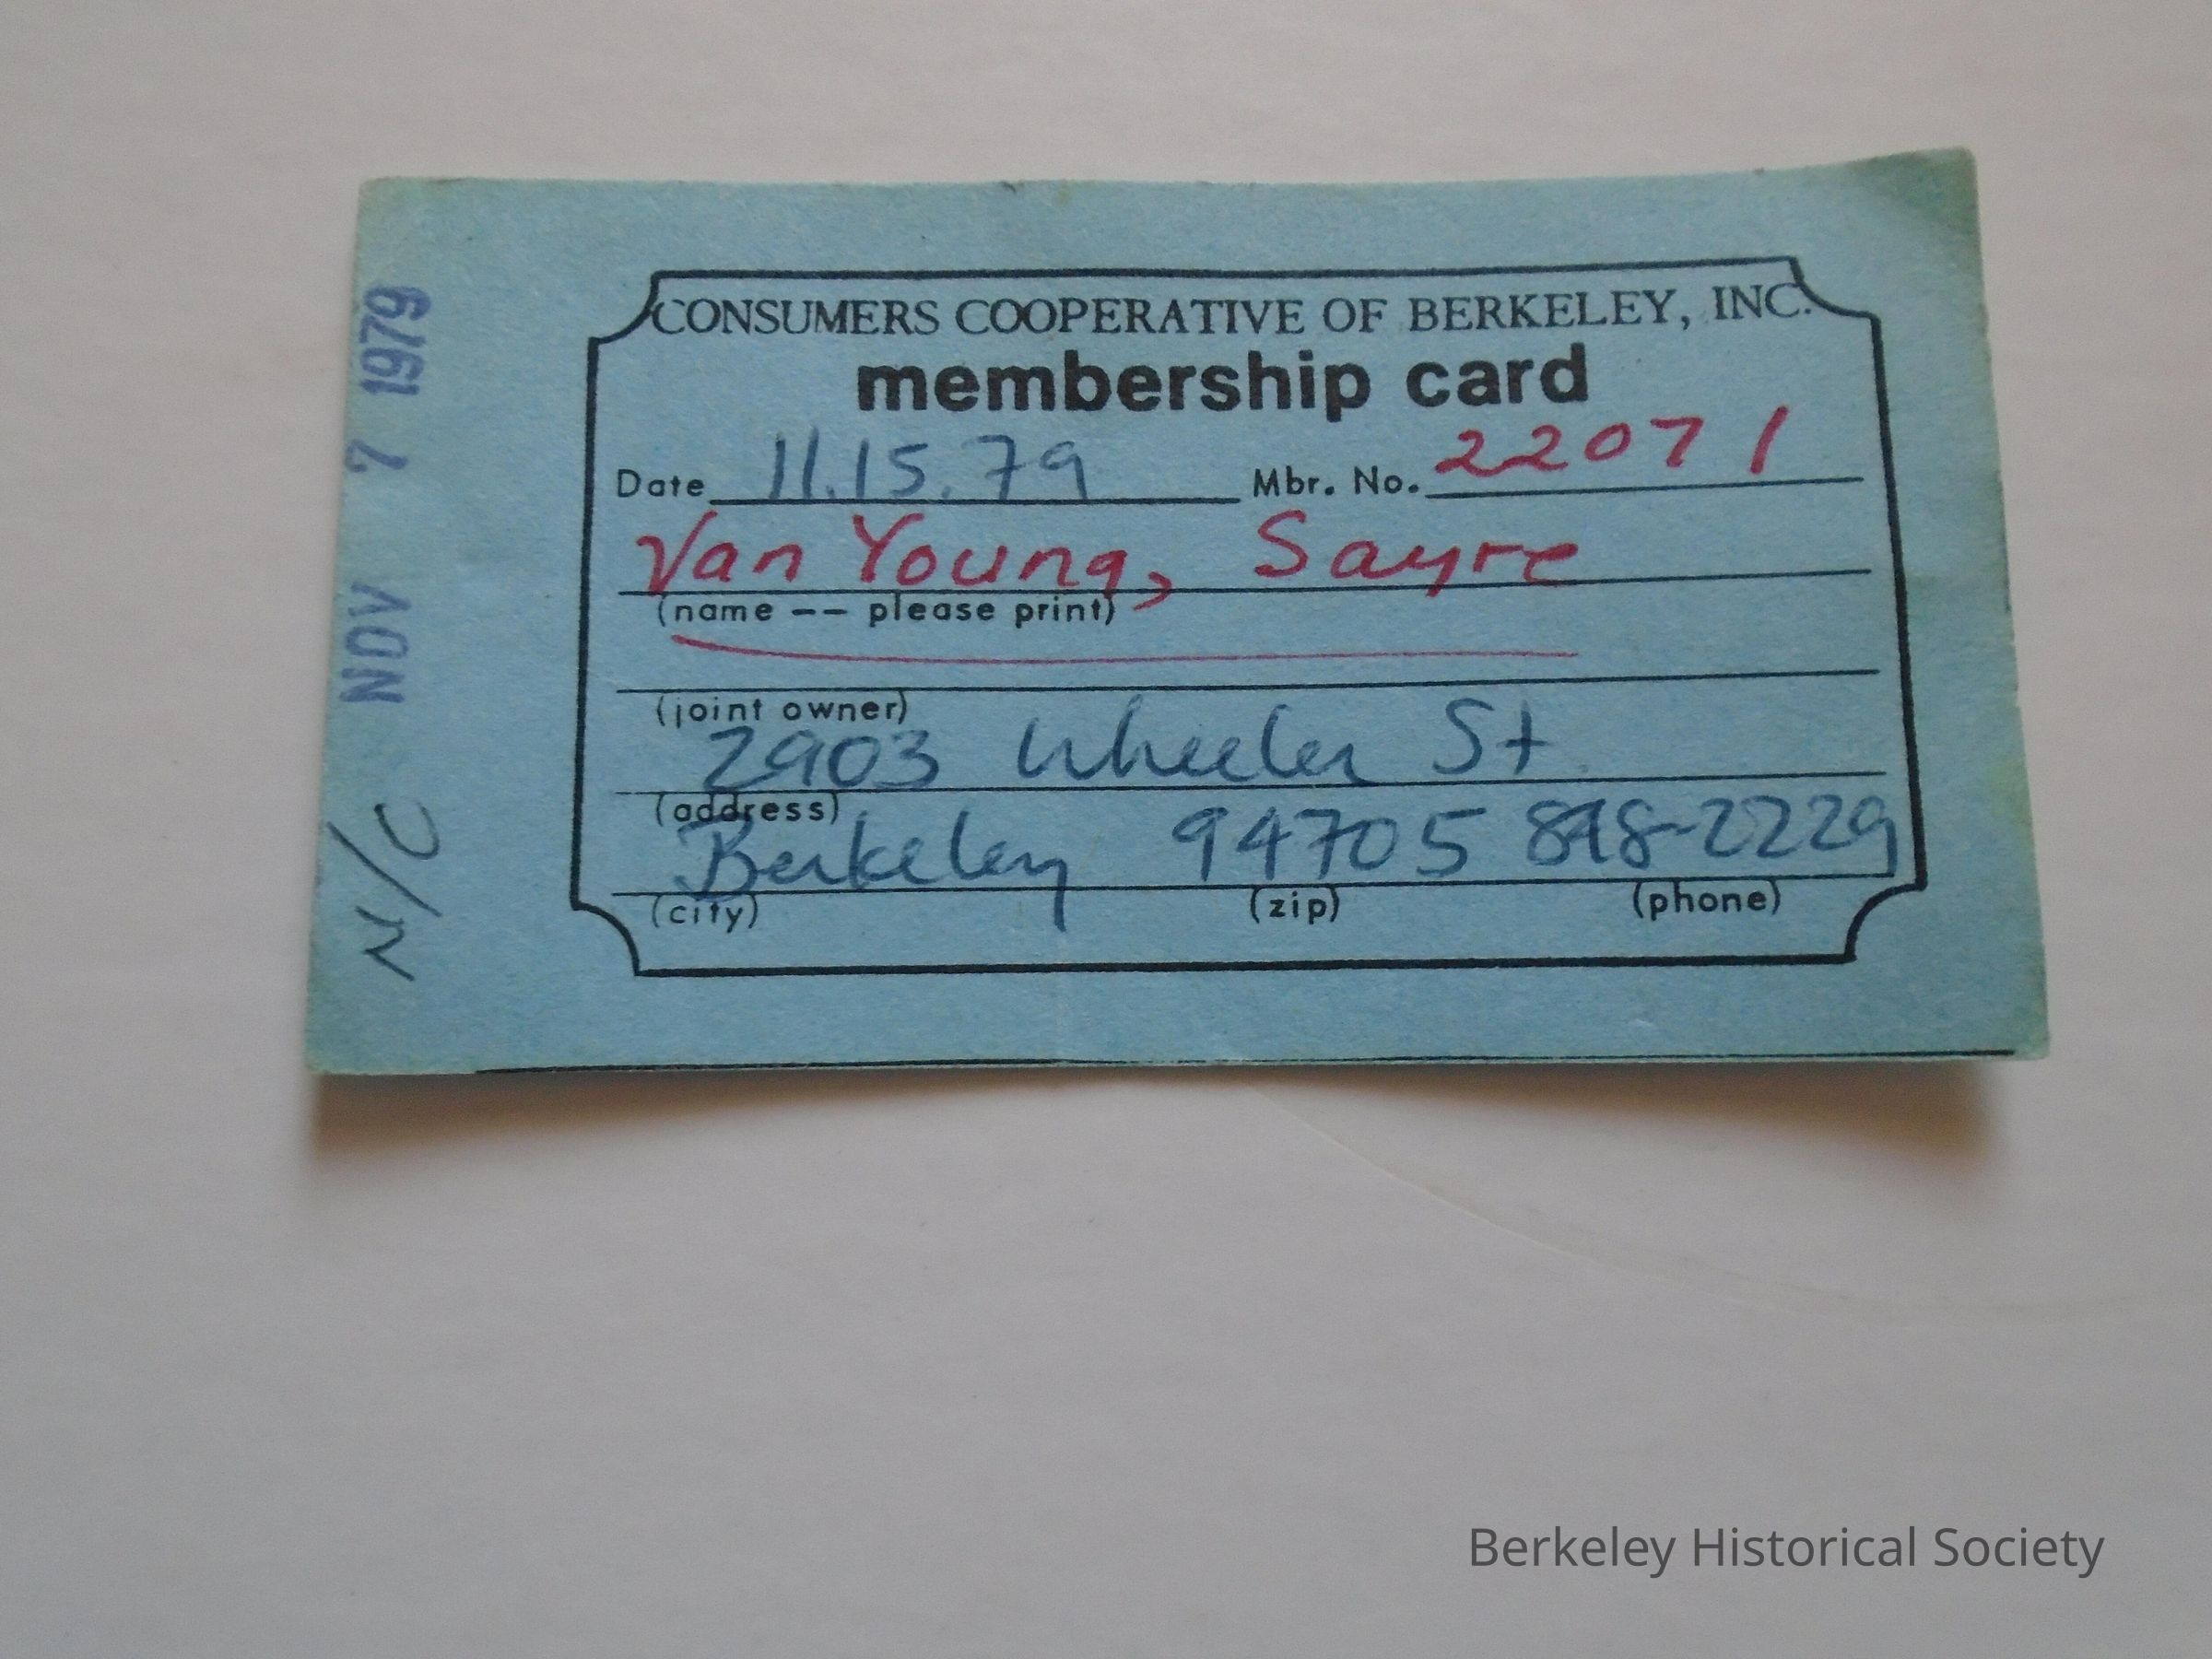 CONSUMERS COOPERATIVE OF BERKELEY, INC.
membership card
Date 11.15.79 Mbr. No. 22071
Van Young, Sayre
(name -- please print)
(joint owner)
2903 Wheeler St.
(address)
Berkeley 94705 848-2229
(city) (zip) (phone)
N/C NOV 7 1979
Berkeley Historical Society